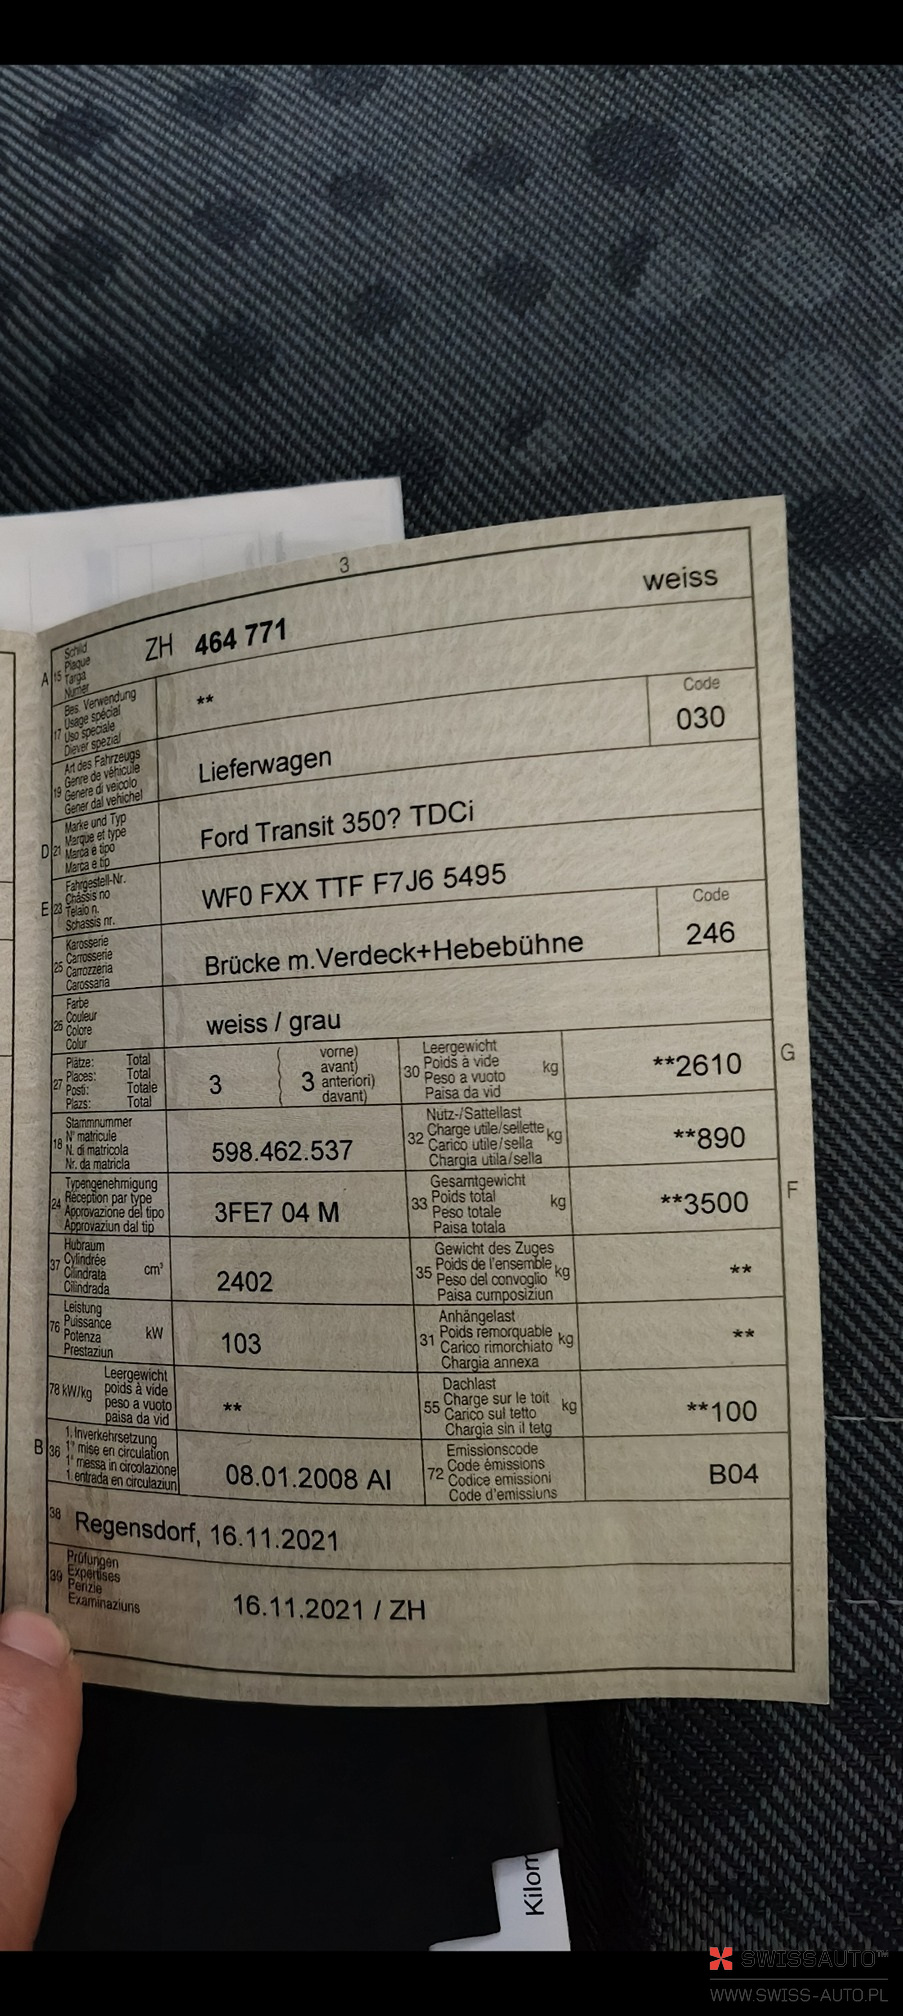 3
A 15 Schild Plaque Targa Numer ZH 464 771 weiss
17 Bes. Verwendung Usage spécial Uso speciale Diever spezial ** Code 030
19 Art des Fahrzeugs Genre de véhicule Genere di veicolo Gener dal vehichel Lieferwagen
D 21 Marke und Typ Marque et type Marca e tipo Marca e tip Ford Transit 350? TDCi
E 23 Fahrgestell-Nr. Châssis no Telaio n. Schassis nr. WF0 FXX TTF F7J6 5495
25 Karosserie Carrosserie Carrozzeria Carossaria Brücke m.Verdeck+Hebebühne Code 246
26 Farbe Couleur Colore Colur weiss / grau
27 Plätze: Total Places: Total Posti: Totale Plazs: Total 3 ( 3 vorne) avant) anteriori) davant)
30 Leergewicht Poids à vide Peso a vuoto Paisa da vid kg **2610 G
18 Stammnummer N° matricule N. di matricola Nr. da matricla 598.462.537
32 Nutz-/Sattellast Charge utile/sellette Carico utile/sella Chargia utila/sella kg **890
24 Typengenehmigung Réception par type Approvazione del tipo Approvaziun dal tip 3FE7 04 M
33 Gesamtgewicht Poids total Peso totale Paisa totala kg **3500 F
37 Hubraum Cylindrée Cilindrata Cilindrada cm³ 2402
35 Gewicht des Zuges Poids de l'ensemble Peso del convoglio Paisa cumposiziun kg **
76 Leistung Puissance Potenza Prestaziun kW 103
31 Anhängelast Poids remorquable Carico rimorchiato Chargia annexa kg **
78 kW/kg Leergewicht poids à vide peso a vuoto paisa da vid **
55 Dachlast Charge sur le toit Carico sul tetto Chargia sin il tetg kg **100
B 36 1. Inverkehrsetzung 1re mise en circulation 1a messa in circolazione 1. entrada en circulaziun 08.01.2008 AI
72 Emissionscode Code émissions Codice emissioni Code d'emissiuns B04
38 Regensdorf, 16.11.2021
39 Prüfungen Expertises Perizie Examinaziuns 16.11.2021 / ZH
Kilom
SWISSAUTO™
WWW.SWISS-AUTO.PL